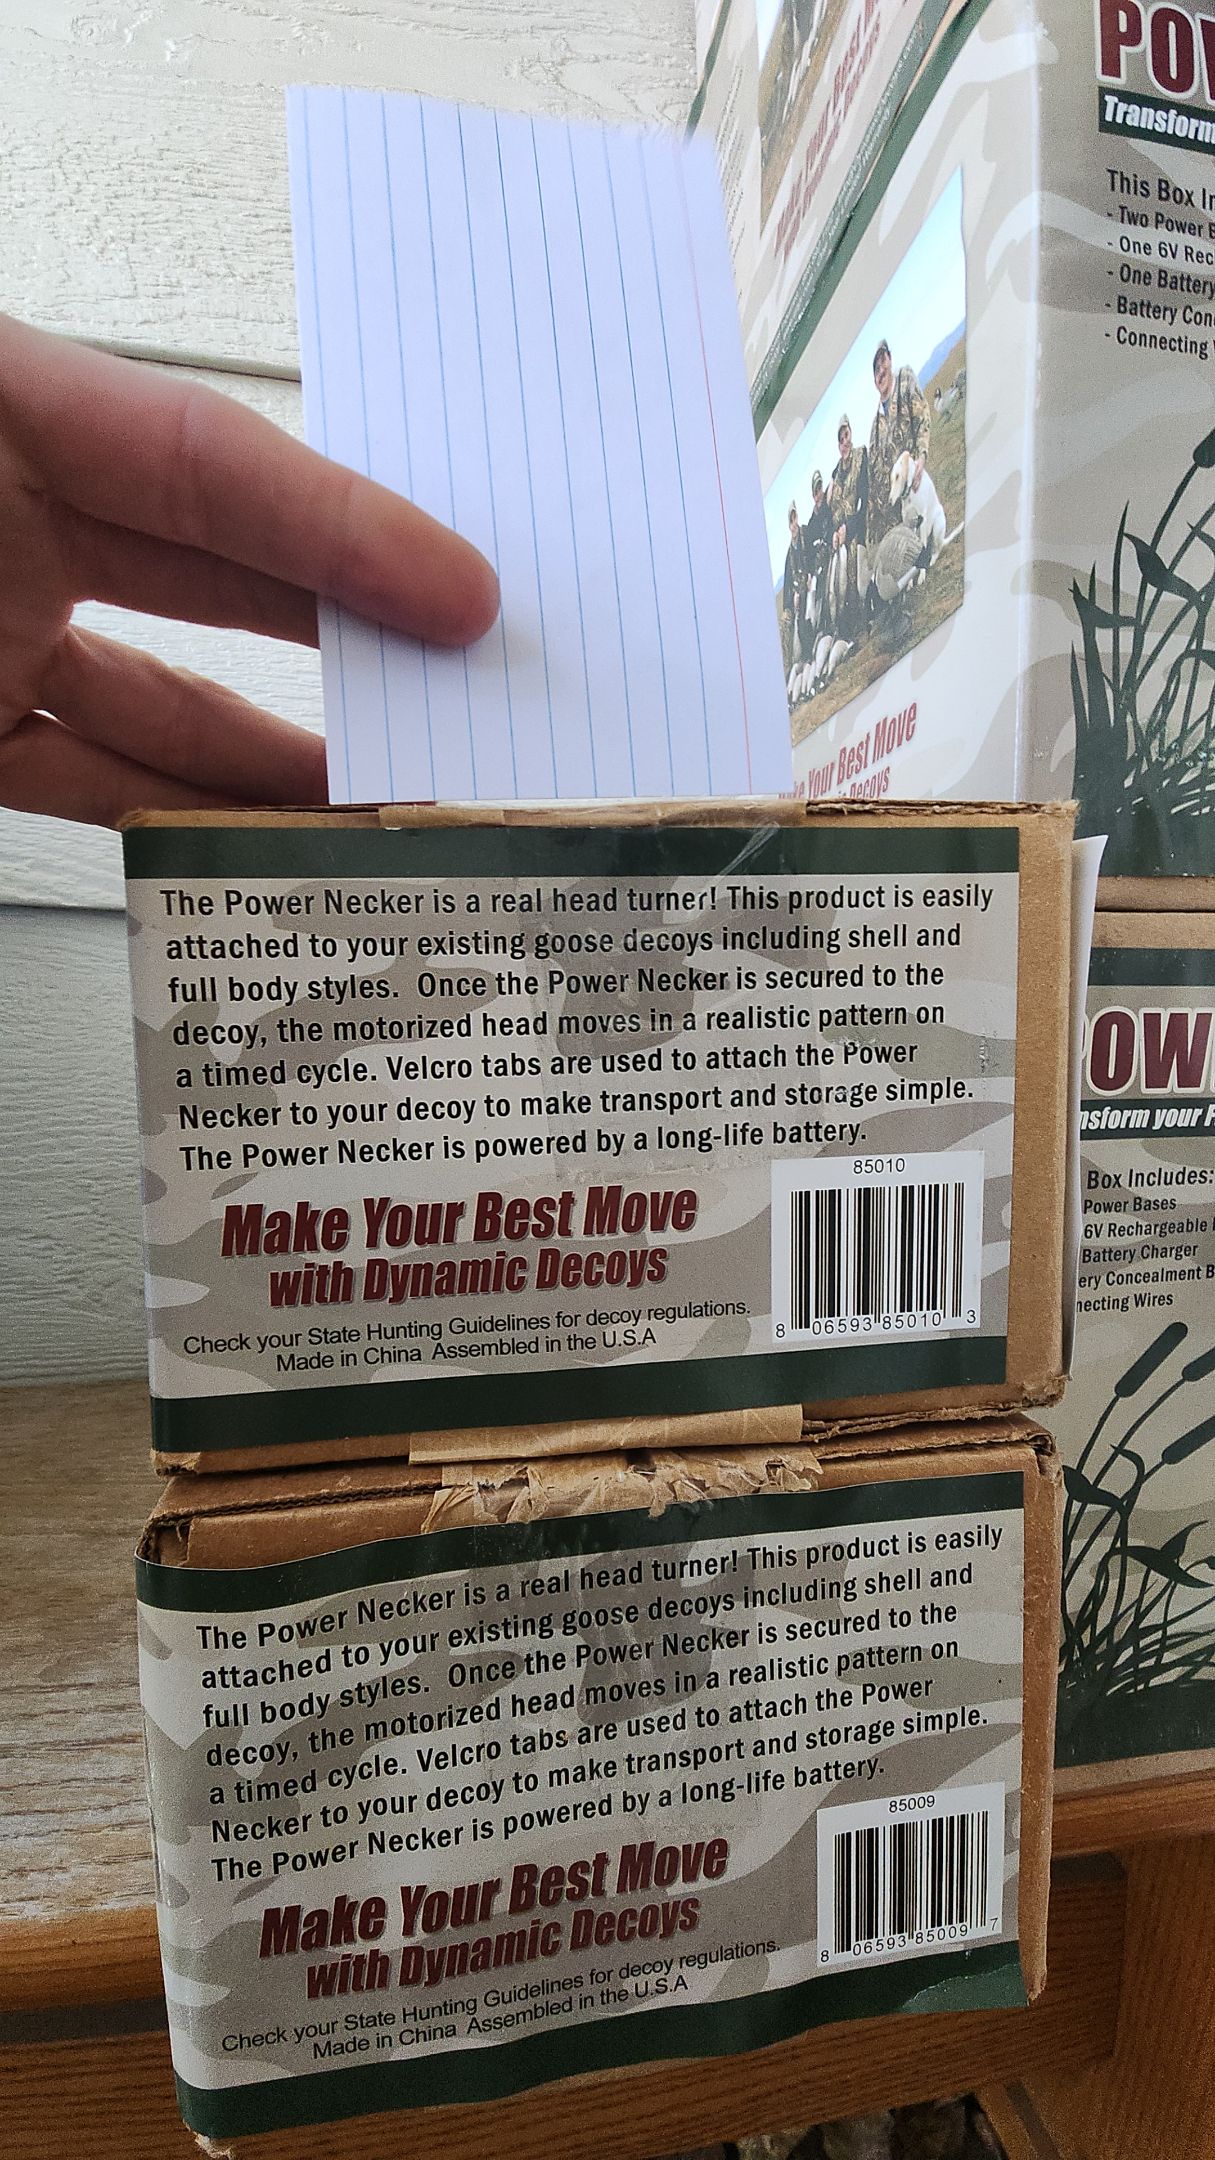 POW
Transform
This Box In
- Two Power B
- One 6V Rec
- One Battery
- Battery Con
- Connecting W
Your Best Move
Decoys
The Power Necker is a real head turner! This product is easily
attached to your existing goose decoys including shell and
full body styles. Once the Power Necker is secured to the
decoy, the motorized head moves in a realistic pattern on
a timed cycle. Velcro tabs are used to attach the Power
Necker to your decoy to make transport and storage simple.
The Power Necker is powered by a long-life battery.
85010
Make Your Best Move
with Dynamic Decoys
Check your State Hunting Guidelines for decoy regulations.
Made in China Assembled in the U.S.A
8 06593 85010 3
POW
nsform your F
Box Includes:
Power Bases
6V Rechargeable
Battery Charger
ery Concealment B
necting Wires
The Power Necker is a real head turner! This product is easily
attached to your existing goose decoys including shell and
full body styles. Once the Power Necker is secured to the
decoy, the motorized head moves in a realistic pattern on
a timed cycle. Velcro tabs are used to attach the Power
Necker to your decoy to make transport and storage simple.
The Power Necker is powered by a long-life battery.
85009
Make Your Best Move
with Dynamic Decoys
Check your State Hunting Guidelines for decoy regulations.
Made in China Assembled in the U.S.A
8 06593 85009 7